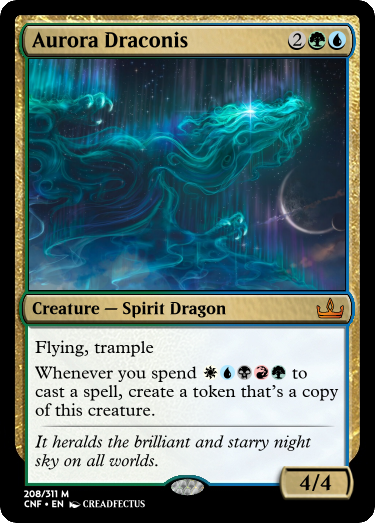 Aurora Draconis 2
Creature — Spirit Dragon
Flying, trample
Whenever you spend to
cast a spell, create a token that's a copy
of this creature.
It heralds the brilliant and starry night
sky on all worlds.
4/4
208/311 M
CNF • EN CREADFECTUS